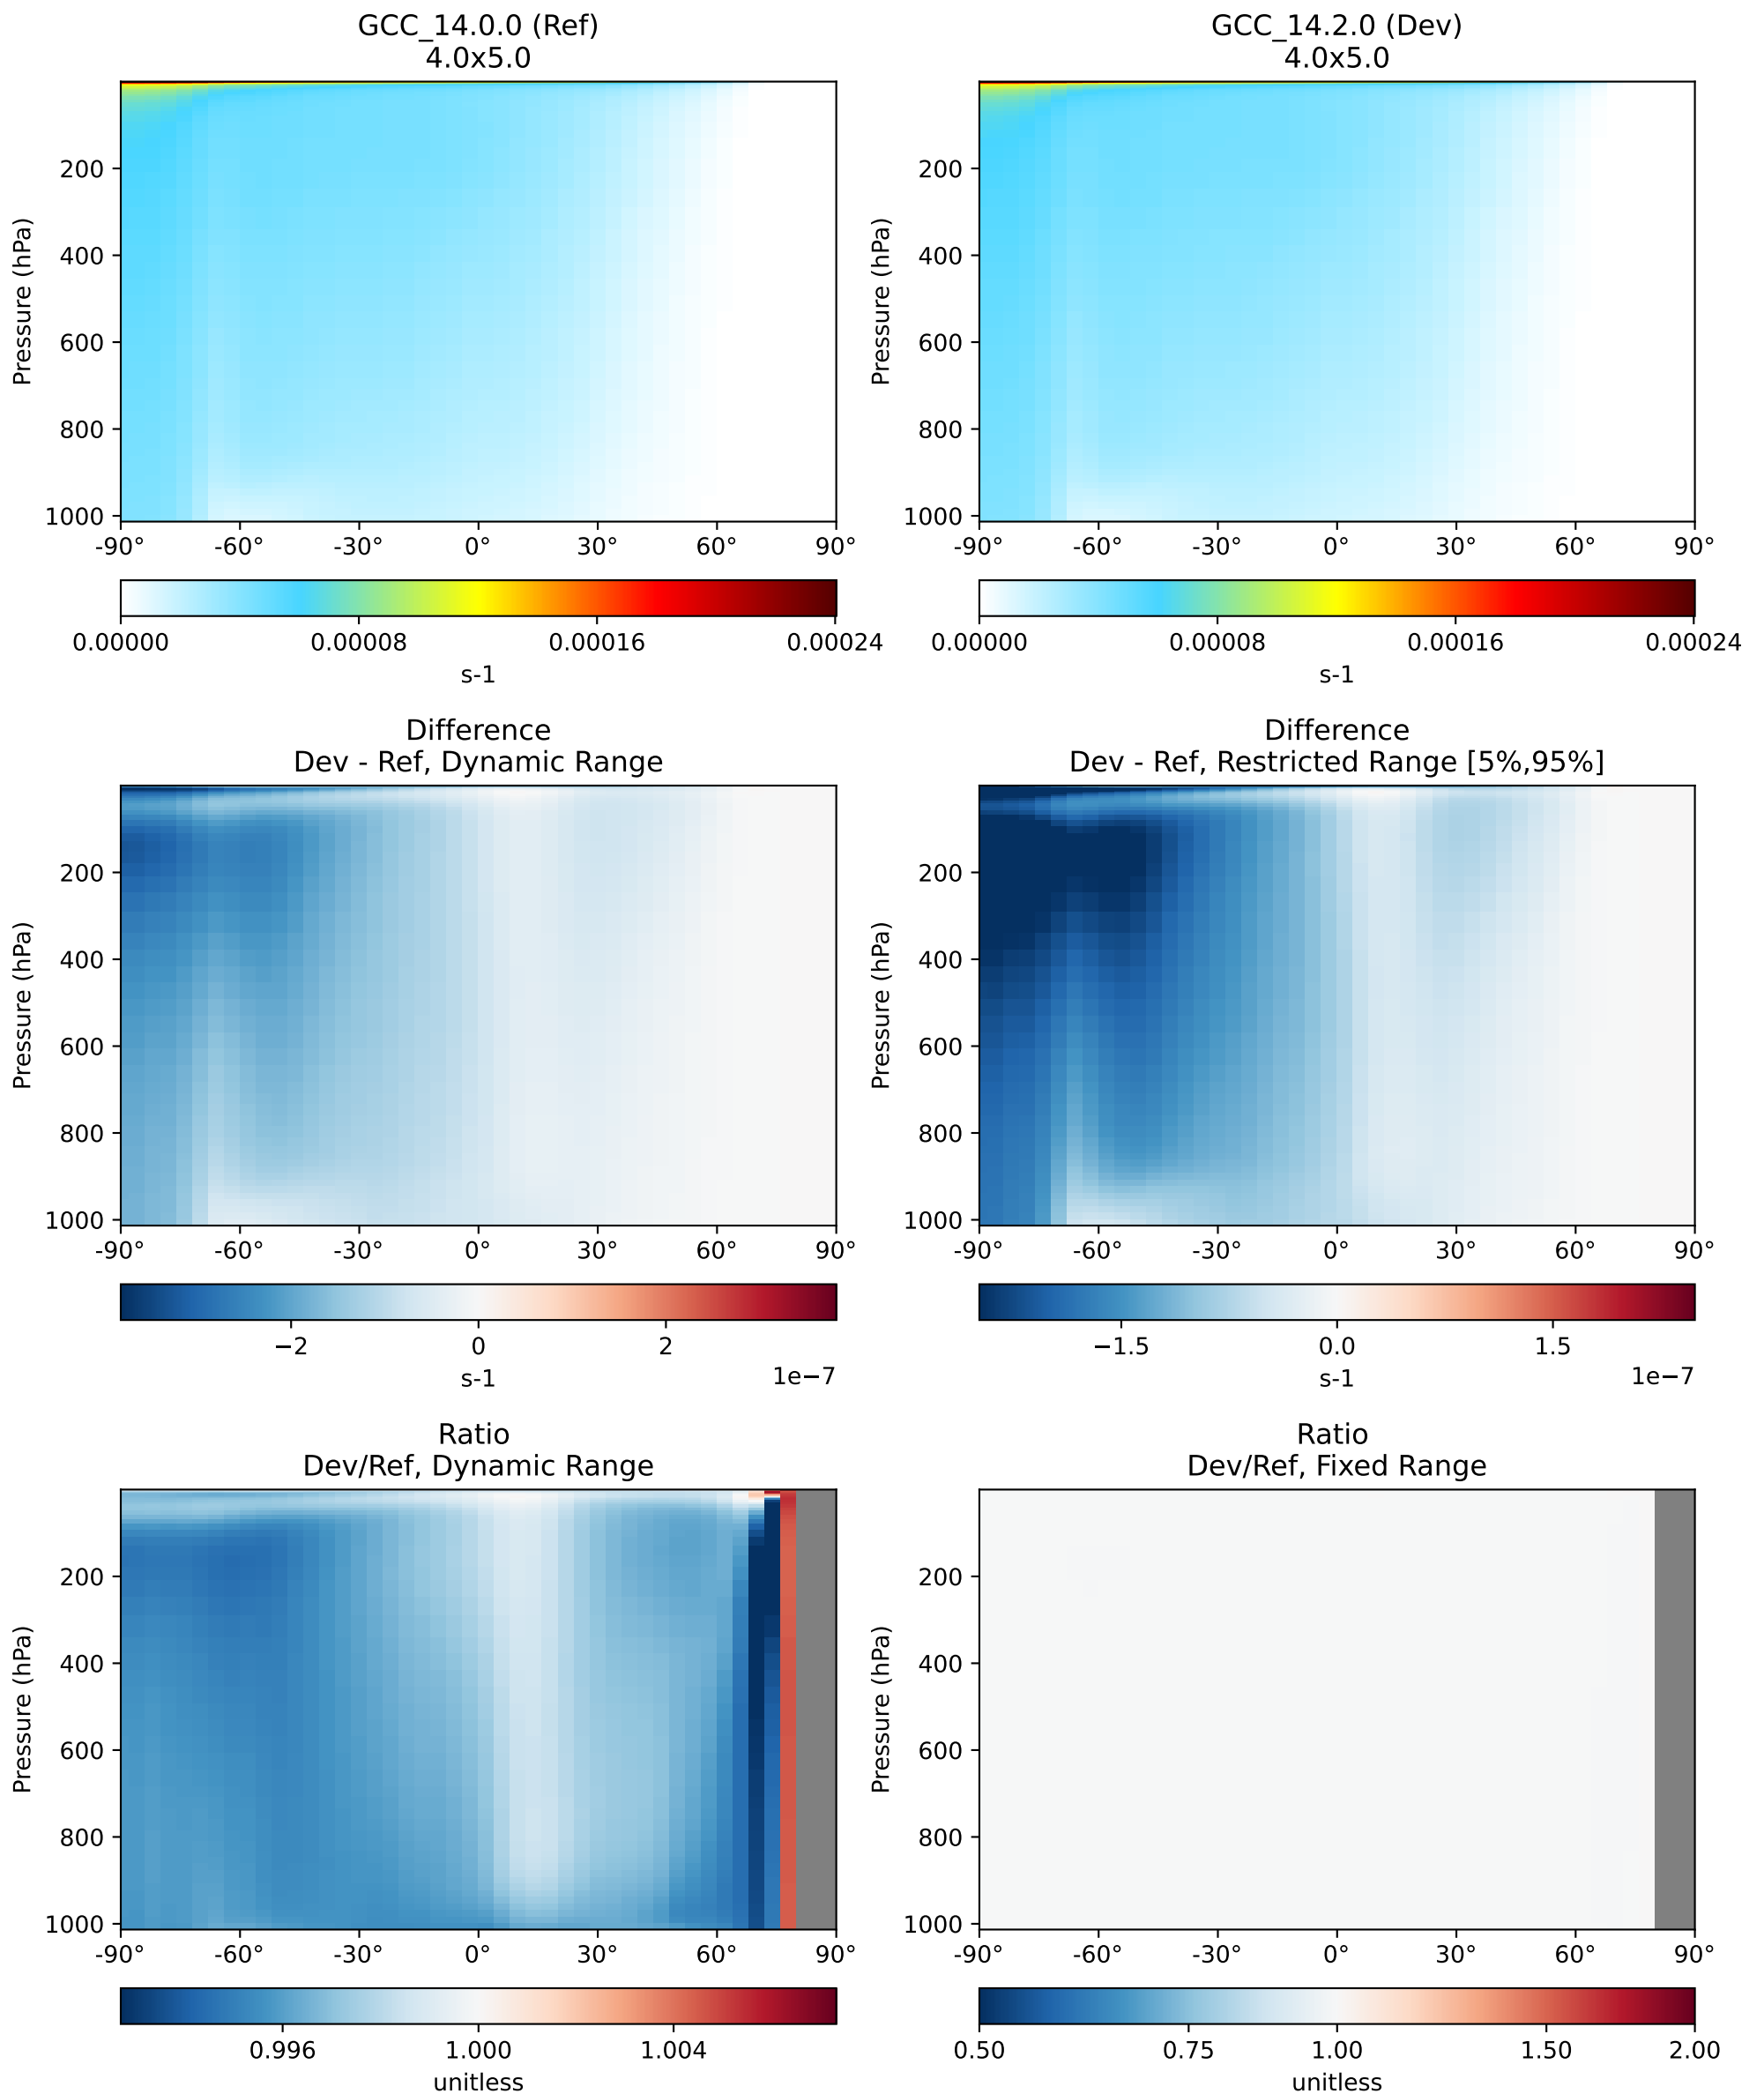 GCC_14.0.0 (Ref)
4.0x5.0
GCC_14.2.0 (Dev)
4.0x5.0
Pressure (hPa)
200
400
600
800
1000
-90° -60° -30° 0° 30° 60° 90°
Pressure (hPa)
200
400
600
800
1000
-90° -60° -30° 0° 30° 60° 90°
0.00000 0.00008 0.00016 0.00024
s-1
0.00000 0.00008 0.00016 0.00024
s-1
Difference
Dev - Ref, Dynamic Range
Difference
Dev - Ref, Restricted Range [5%,95%]
Pressure (hPa)
200
400
600
800
1000
-90° -60° -30° 0° 30° 60° 90°
Pressure (hPa)
200
400
600
800
1000
-90° -60° -30° 0° 30° 60° 90°
−2 0 2
s-1
1e−7
−1.5 0.0 1.5
s-1
1e−7
Ratio
Dev/Ref, Dynamic Range
Ratio
Dev/Ref, Fixed Range
Pressure (hPa)
200
400
600
800
1000
-90° -60° -30° 0° 30° 60° 90°
Pressure (hPa)
200
400
600
800
1000
-90° -60° -30° 0° 30° 60° 90°
0.996 1.000 1.004
unitless
0.50 0.75 1.00 1.50 2.00
unitless